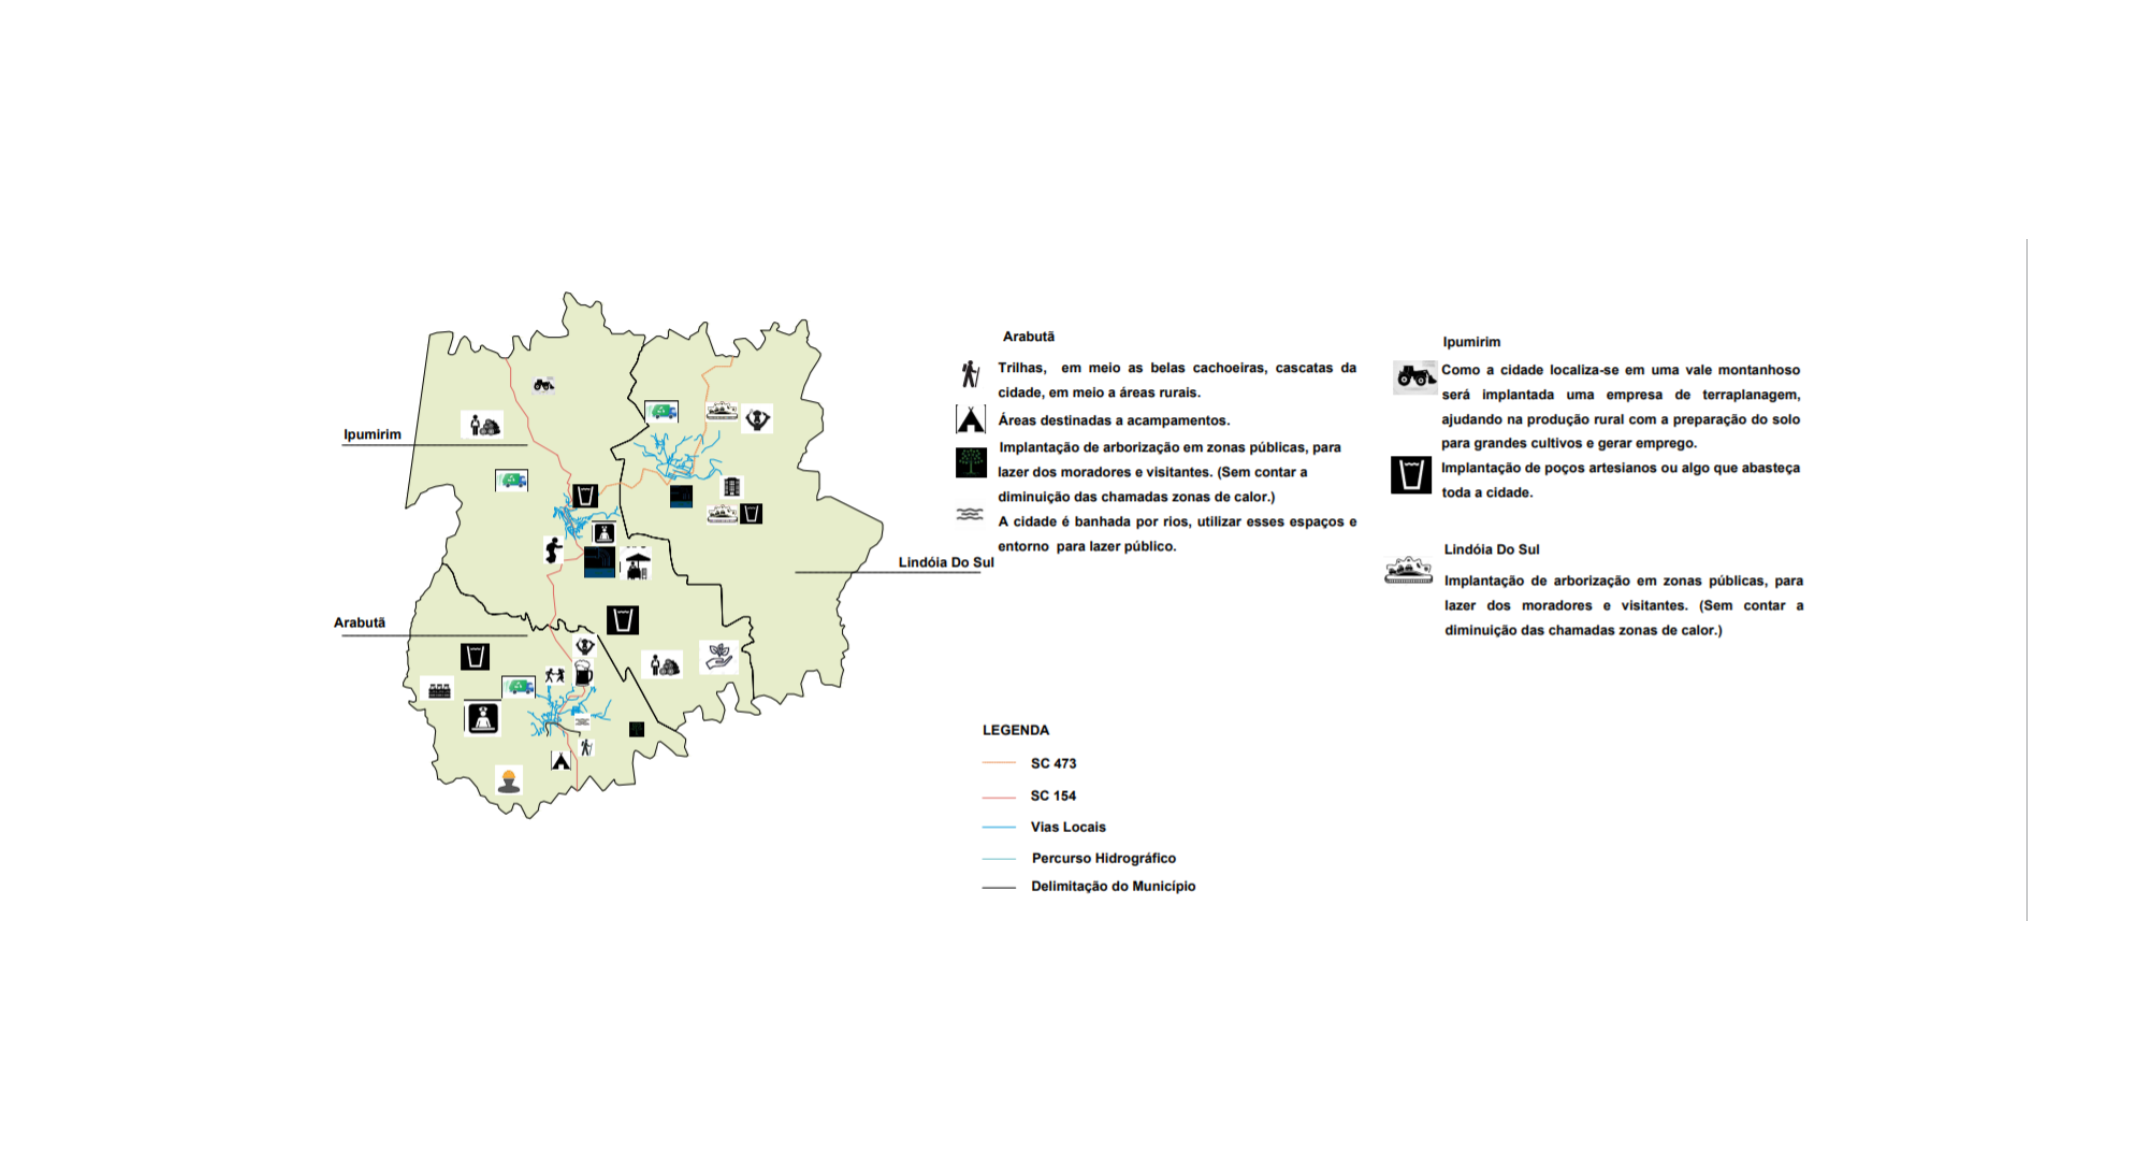 Ipumirim
Arabutã
Lindóia Do Sul
Arabutã
Trilhas, em meio as belas cachoeiras, cascatas da
cidade, em meio a áreas rurais.
Áreas destinadas a acampamentos.
Implantação de arborização em zonas públicas, para
lazer dos moradores e visitantes. (Sem contar a
diminuição das chamadas zonas de calor.)
A cidade é banhada por rios, utilizar esses espaços e
entorno para lazer público.
Ipumirim
Como a cidade localiza-se em uma vale montanhoso
será implantada uma empresa de terraplanagem,
ajudando na produção rural com a preparação do solo
para grandes cultivos e gerar emprego.
Implantação de poços artesianos ou algo que abasteça
toda a cidade.
Lindóia Do Sul
Implantação de arborização em zonas públicas, para
lazer dos moradores e visitantes. (Sem contar a
diminuição das chamadas zonas de calor.)
LEGENDA
SC 473
SC 154
Vias Locais
Percurso Hidrográfico
Delimitação do Município